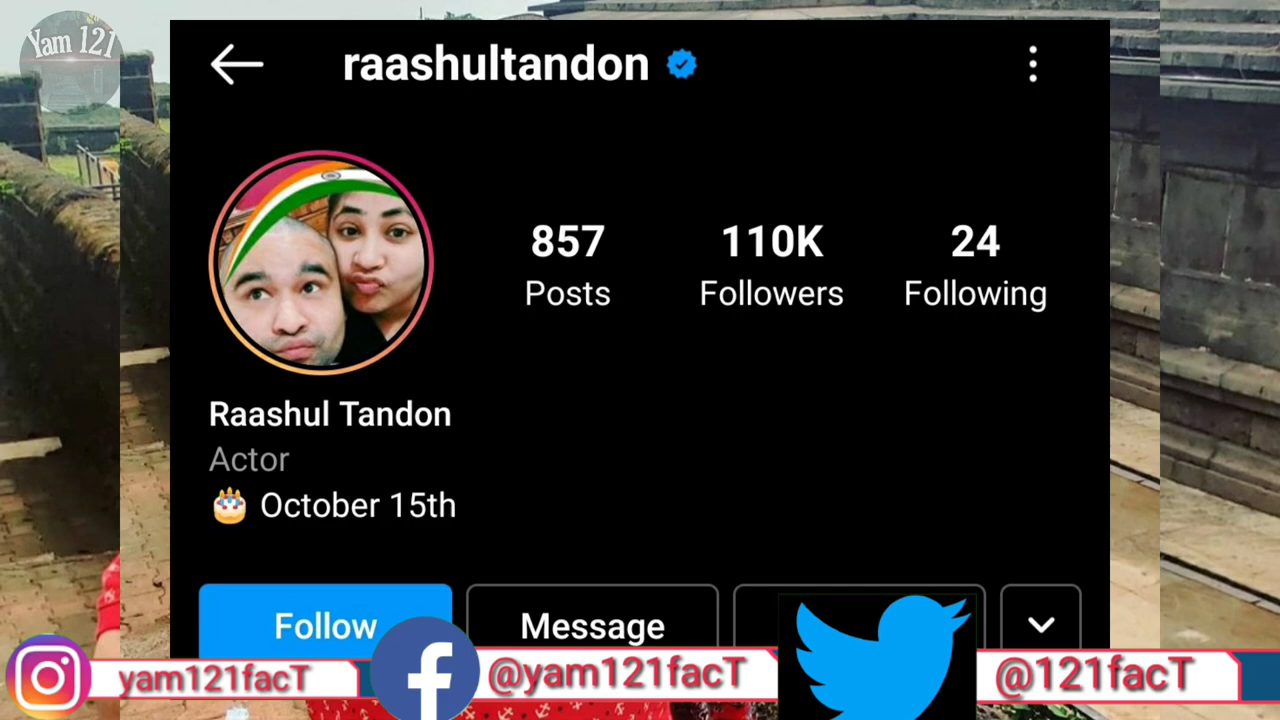 Yam 121
raashultandon
857
110K
24
Posts
Followers
Following
Raashul Tandon
Actor
🎂 October 15th
Follow
Message
yam121facT
@yam121facT
@121facT